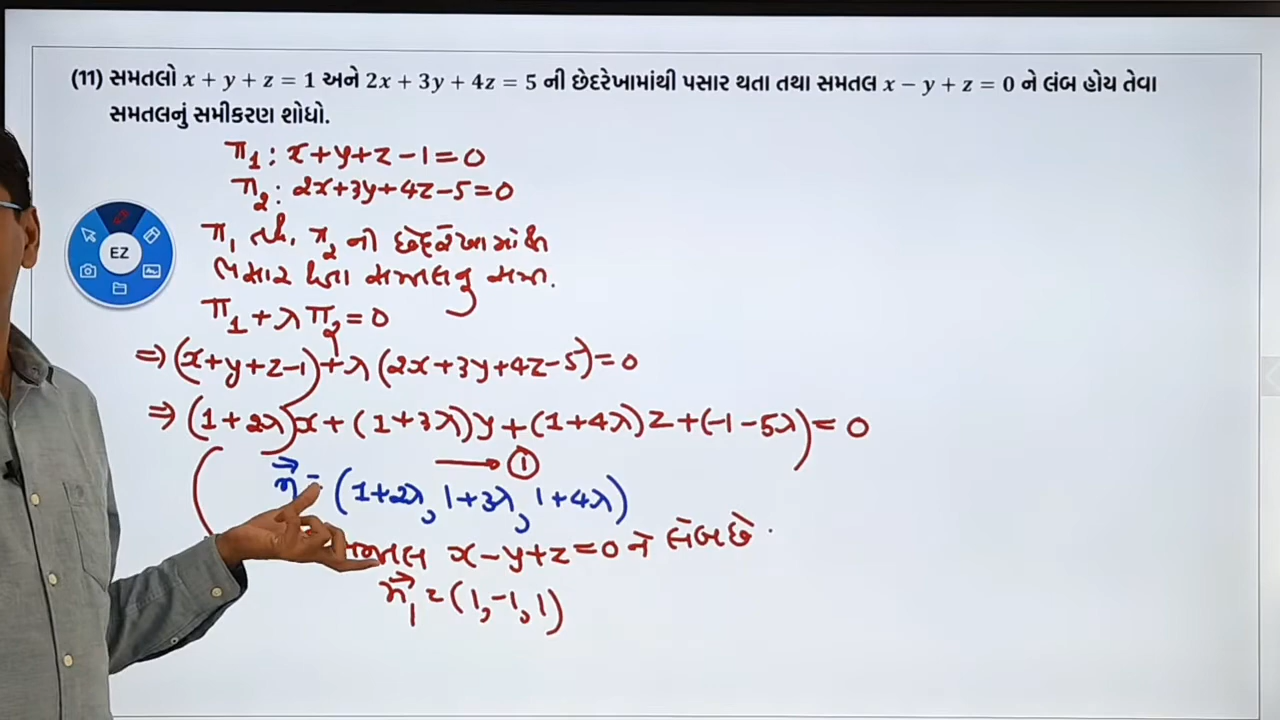 (11) સમતલો x + y + z = 1 અને 2x + 3y + 4z = 5 ની છેદરેખામાંથી પસાર થતા તથા સમતલ x − y + z = 0 ને લંબ હોય તેવા
સમતલનું સમીકરણ શોધો.
π₁ : x+y+z-1=0
π₂ : 2x+3y+4z-5=0
EZ
π₁ તથા π₂ ની છેદરેખામાંથી
પસાર થતા સમતલનું સમી.
π₁+λπ₂=0
⇒ (x+y+z-1)+λ(2x+3y+4z-5)=0
⇒ (1+2λ)x+(1+3λ)y+(1+4λ)z+(-1-5λ)=0
⟶ ①
n⃗ = (1+2λ, 1+3λ, 1+4λ)
સમતલ x-y+z=0 ને લંબ છે.
n⃗₁ = (1,-1,1)